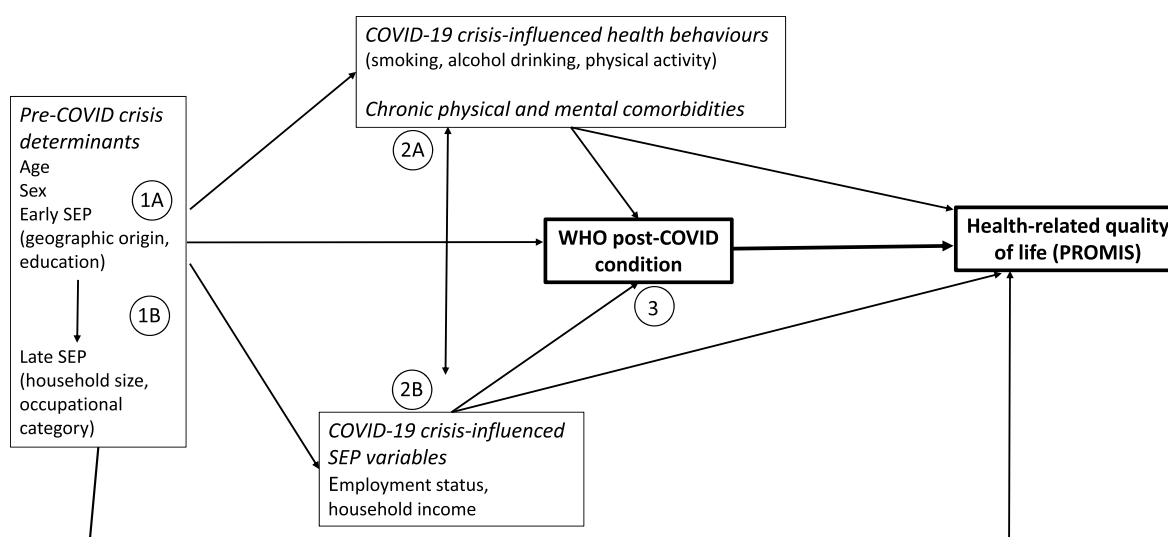 COVID-19 crisis-influenced health behaviours
(smoking, alcohol drinking, physical activity)
Chronic physical and mental comorbidities
Pre-COVID crisis
determinants
Age
Sex
Early SEP
(geographic origin,
education)
1A
1B
Late SEP
(household size,
occupational
category)
2A
WHO post-COVID
condition
3
Health-related quality
of life (PROMIS)
2B
COVID-19 crisis-influenced
SEP variables
Employment status,
household income